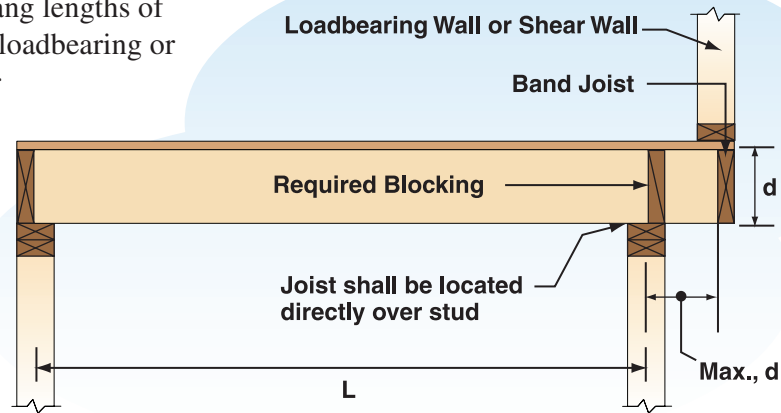 lengths of
loadbearing or
Loadbearing Wall or Shear Wall
Band Joist
Required Blocking
d
Joist shall be located
directly over stud
Max., d
L